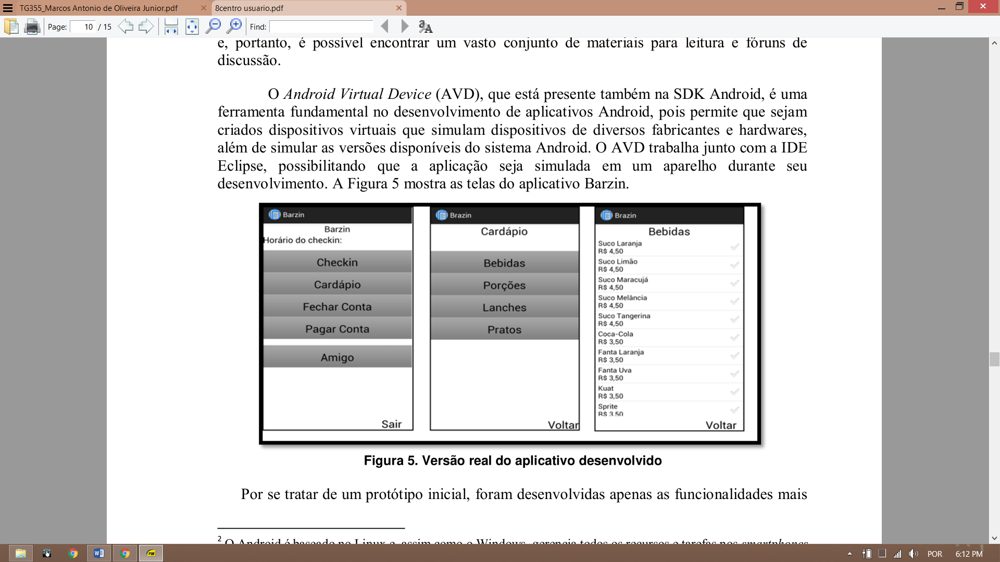 TG355_Marcos Antonio de Oliveira Junior.pdf
8centro usuario.pdf
Page: 10 / 15
Find:
e, portanto, é possível encontrar um vasto conjunto de materiais para leitura e fóruns de
discussão.
O Android Virtual Device (AVD), que está presente também na SDK Android, é uma
ferramenta fundamental no desenvolvimento de aplicativos Android, pois permite que sejam
criados dispositivos virtuais que simulam dispositivos de diversos fabricantes e hardwares,
além de simular as versões disponíveis do sistema Android. O AVD trabalha junto com a IDE
Eclipse, possibilitando que a aplicação seja simulada em um aparelho durante seu
desenvolvimento. A Figura 5 mostra as telas do aplicativo Barzin.
Barzin
Barzin
Horário do checkin:
Checkin
Cardápio
Fechar Conta
Pagar Conta
Amigo
Sair
Brazin
Cardápio
Bebidas
Porções
Lanches
Pratos
Voltar
Brazin
Bebidas
Suco Laranja
R$ 4,50
Suco Limão
R$ 4,50
Suco Maracujá
R$ 4,50
Suco Melância
R$ 4,50
Suco Tangerina
R$ 4,50
Coca-Cola
R$ 3,50
Fanta Laranja
R$ 3,50
Fanta Uva
R$ 3,50
Kuat
R$ 3,50
Sprite
R$ 3,50
Voltar
Figura 5. Versão real do aplicativo desenvolvido
Por se tratar de um protótipo inicial, foram desenvolvidas apenas as funcionalidades mais
2 O Android é baseado no Linux e, assim como o Windows, gerencia todos os recursos e tarefas nos smartphones
POR
6:12 PM